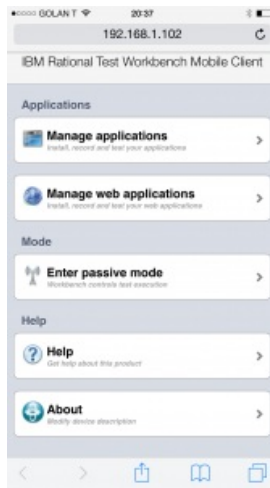 GOLAN T 20:37
192.168.1.102
IBM Rational Test Workbench Mobile Client
Applications
Manage applications
Install, record and test your applications
Manage web applications
Install, record and test your web applications
Mode
Enter passive mode
Workbench controls test execution
Help
Help
Get help about this product
About
Modify device description